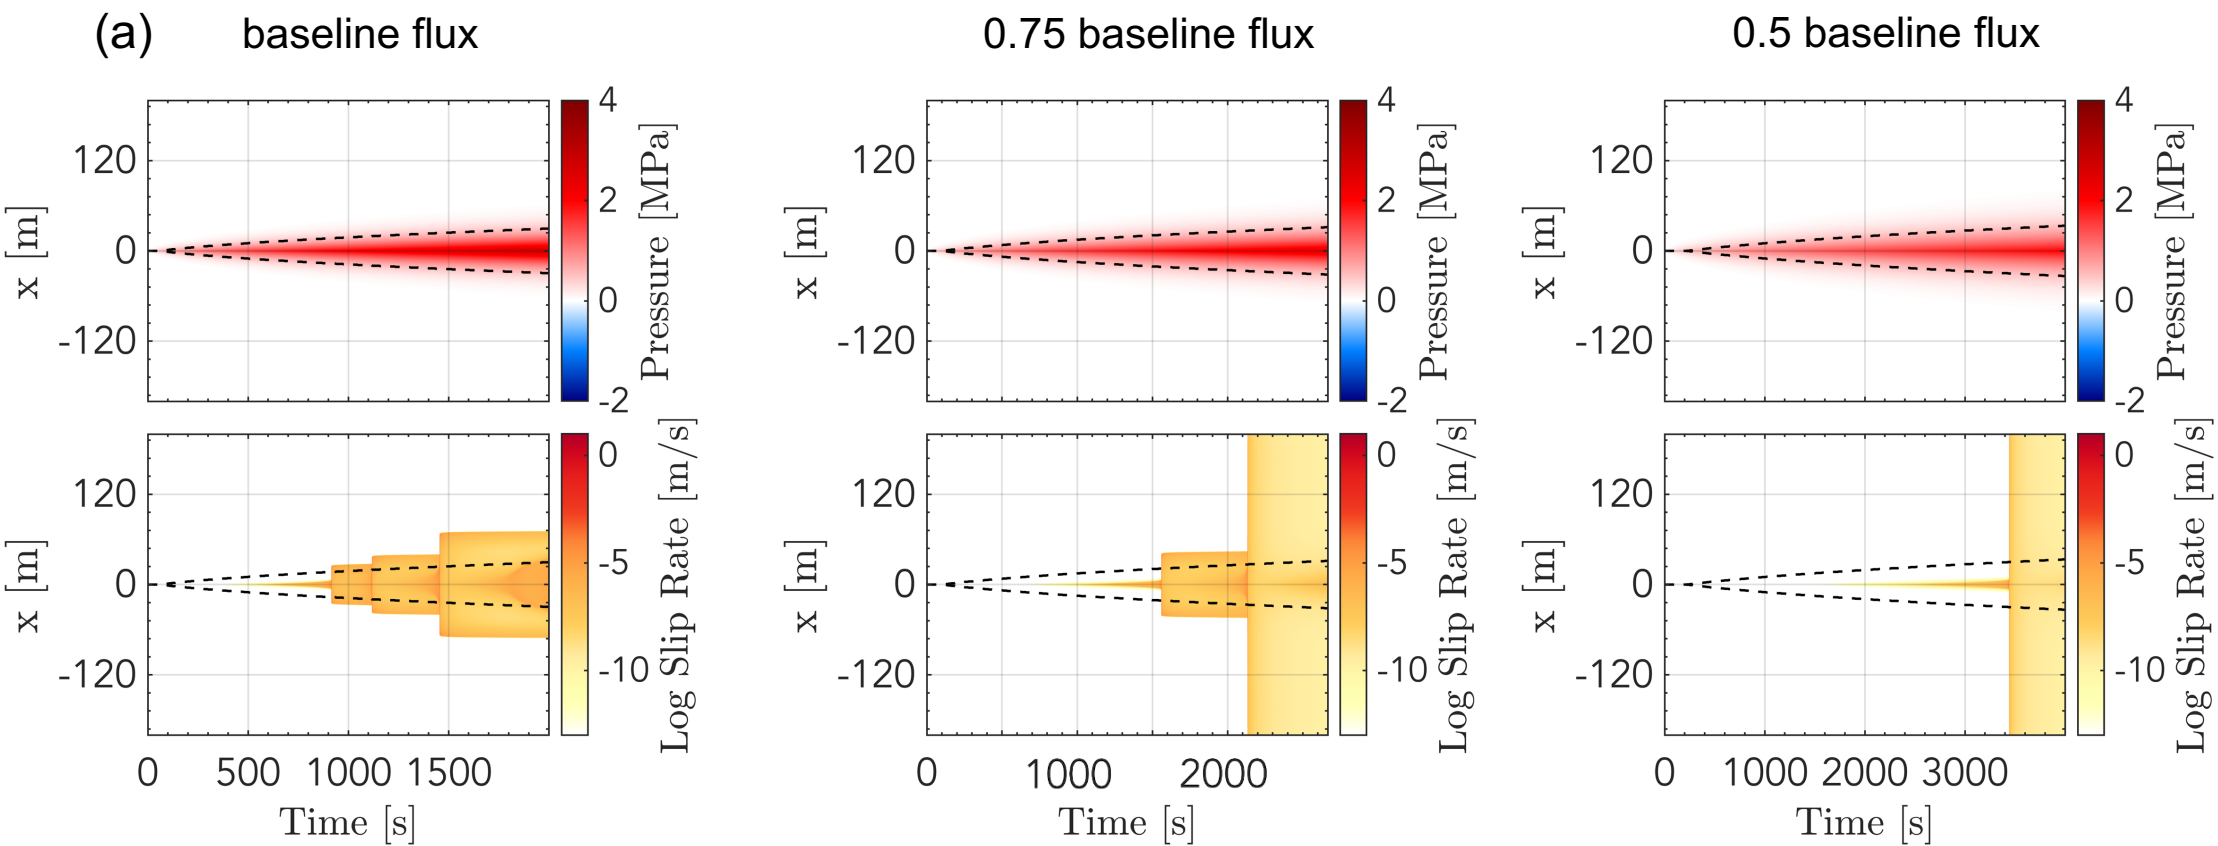 (a) baseline flux 0.75 baseline flux 0.5 baseline flux
x [m] 120 0 -120 4 2 0 -2 Pressure [MPa]
x [m] 120 0 -120 4 2 0 -2 Pressure [MPa]
x [m] 120 0 -120 4 2 0 -2 Pressure [MPa]
x [m] 120 0 -120 0 -5 -10 Log Slip Rate [m/s]
x [m] 120 0 -120 0 -5 -10 Log Slip Rate [m/s]
x [m] 120 0 -120 0 -5 -10 Log Slip Rate [m/s]
0 500 1000 1500 0 1000 2000 0 1000 2000 3000
Time [s] Time [s] Time [s]